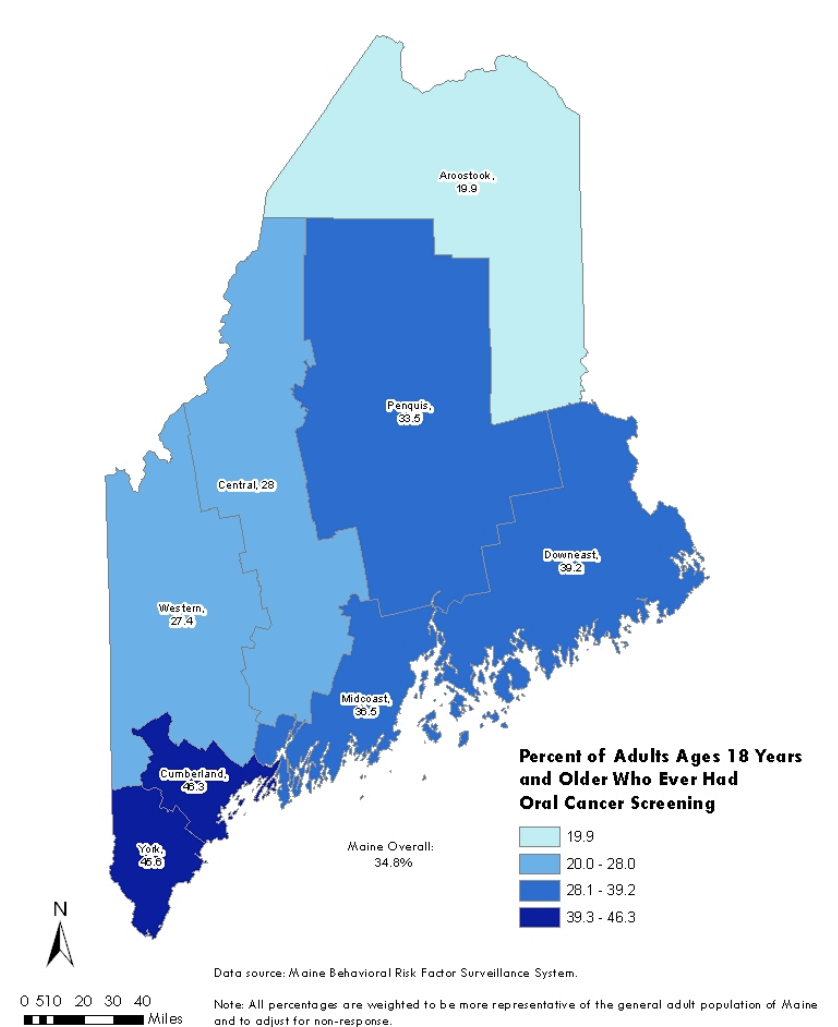 Aroostook,
19.9
Penquis,
33.5
Central, 28
Downeast,
39.2
Western,
27.4
Midcoast,
36.5
Cumberland,
46.3
York,
45.6
Percent of Adults Ages 18 Years
and Older Who Ever Had
Oral Cancer Screening
19.9
20.0 - 28.0
28.1 - 39.2
39.3 - 46.3
Maine Overall:
34.8%
N
0 510 20 30 40
Miles
Data source: Maine Behavioral Risk Factor Surveillance System.
Note: All percentages are weighted to be more representative of the general adult population of Maine
and to adjust for non-response.